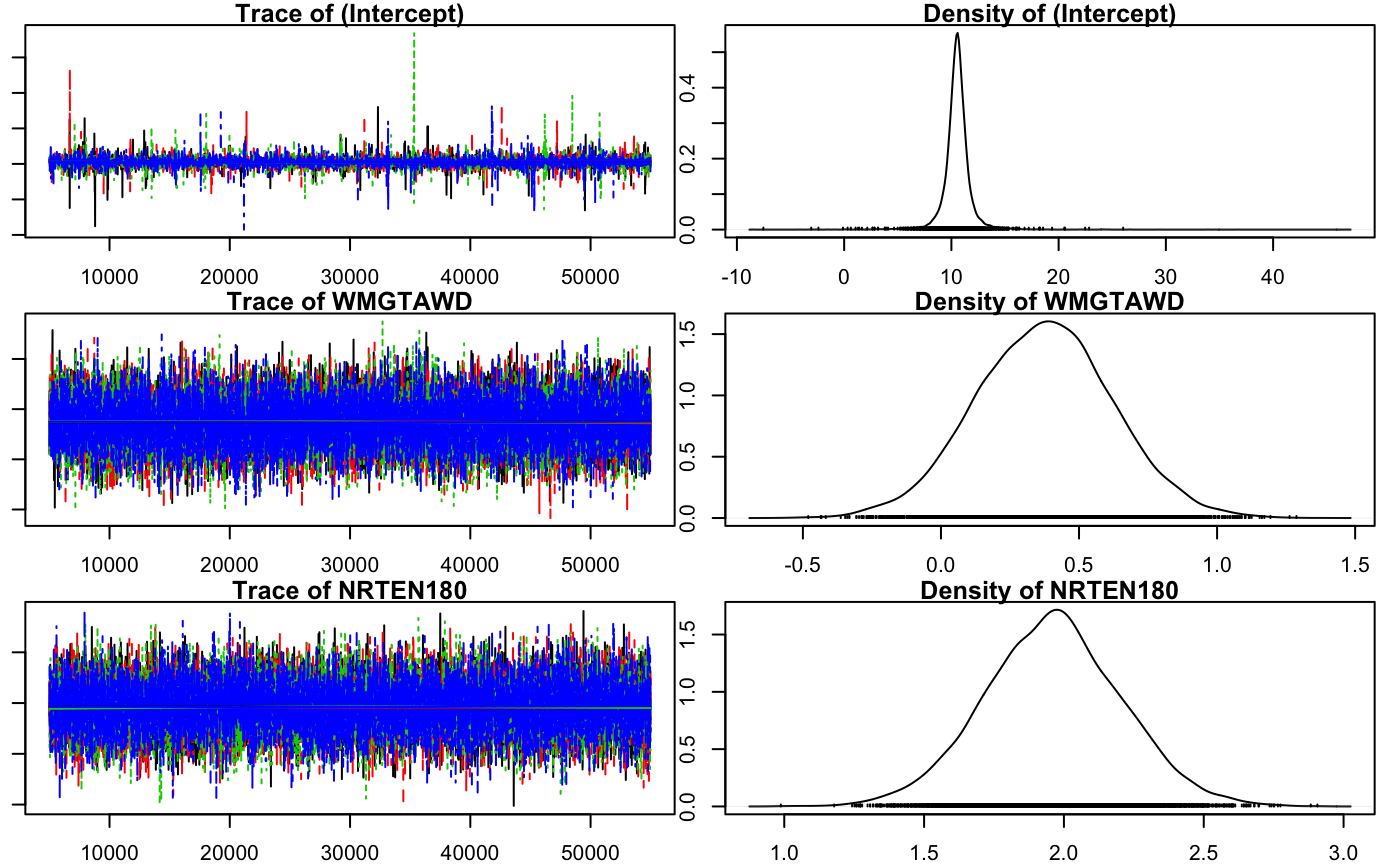 Trace of (Intercept)
Density of (Intercept)
0.0 0.2 0.4
10000 20000 30000 40000 50000
-10 0 10 20 30 40
Trace of WMGTAWD
Density of WMGTAWD
0.0 0.5 1.0 1.5
10000 20000 30000 40000 50000
-0.5 0.0 0.5 1.0 1.5
Trace of NRTEN180
Density of NRTEN180
0.0 0.5 1.0 1.5
10000 20000 30000 40000 50000
1.0 1.5 2.0 2.5 3.0